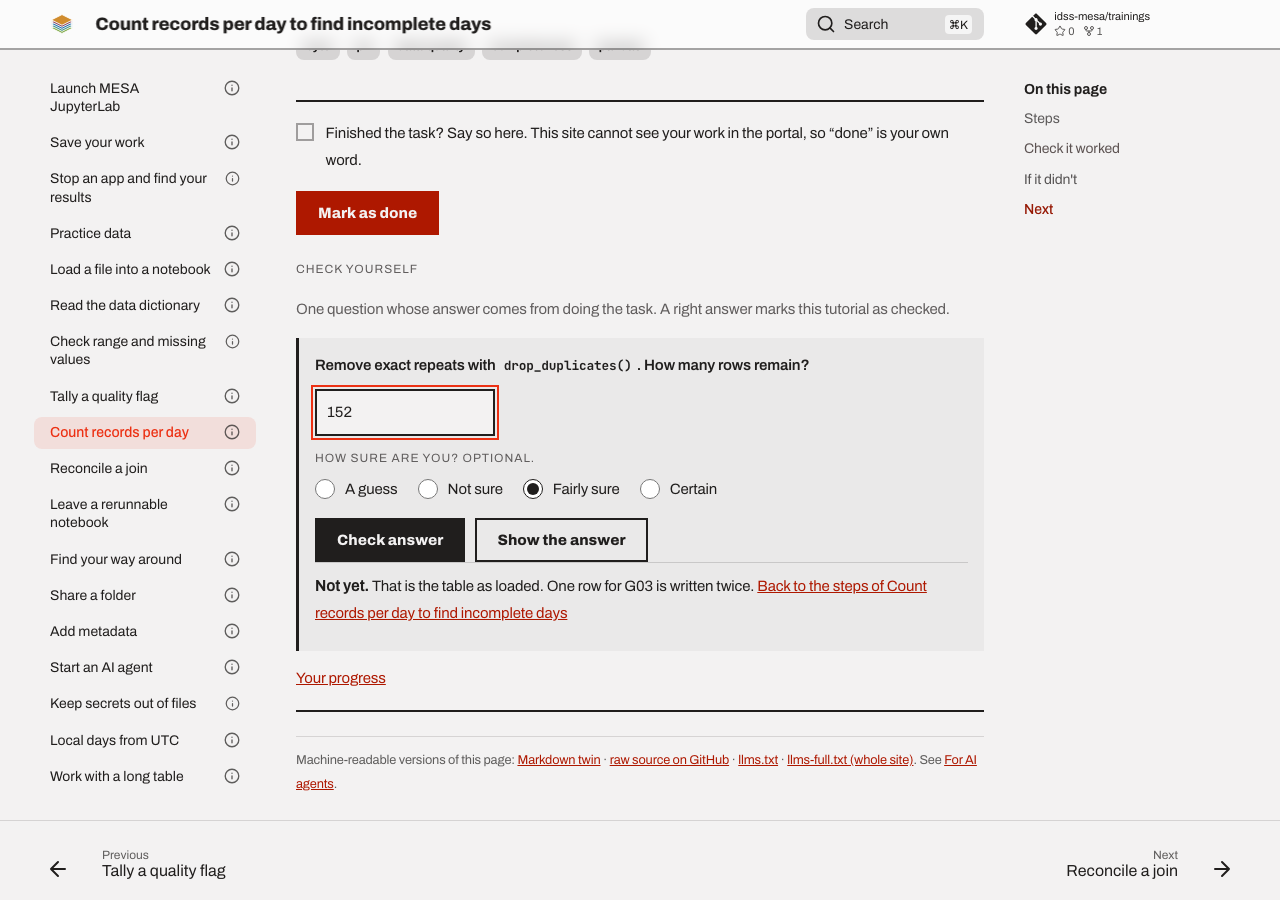 Count records per day to find incomplete days
Search
⌘K
idss-mesa/trainings
0
1
Launch MESA
JupyterLab
Save your work
Stop an app and find your
results
Practice data
Load a file into a notebook
Read the data dictionary
Check range and missing
values
Tally a quality flag
Count records per day
Reconcile a join
Leave a rerunnable
notebook
Find your way around
Share a folder
Add metadata
Start an AI agent
Keep secrets out of files
Local days from UTC
Work with a long table
Finished the task? Say so here. This site cannot see your work in the portal, so “done” is your own
word.
Mark as done
CHECK YOURSELF
One question whose answer comes from doing the task. A right answer marks this tutorial as checked.
Remove exact repeats with drop_duplicates() . How many rows remain?
152
HOW SURE ARE YOU? OPTIONAL.
A guess
Not sure
Fairly sure
Certain
Check answer
Show the answer
Not yet. That is the table as loaded. One row for G03 is written twice. Back to the steps of Count
records per day to find incomplete days
Your progress
Machine-readable versions of this page: Markdown twin · raw source on GitHub · llms.txt · llms-full.txt (whole site). See For AI
agents.
On this page
Steps
Check it worked
If it didn't
Next
Previous
Tally a quality flag
Next
Reconcile a join